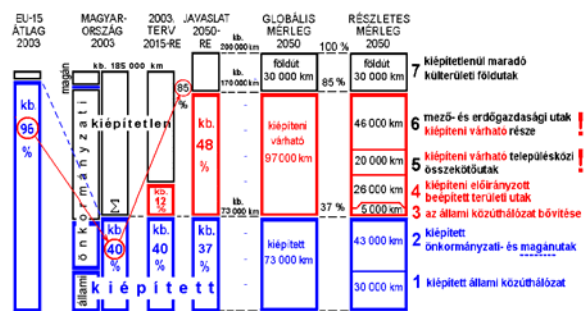 EU-15
ÁTLAG
2003
MAGYAR-
ORSZÁG
2003
2003.
TERV
2015-RE
JAVASLAT
2050-
RE
GLOBÁLIS
MÉRLEG
2050
RÉSZLETES
MÉRLEG
2050
kb.
200 000 km
100 %
magán
kb. 185 000 km
kb.
170 000 km
85 %
földút
30 000 km
földút
30 000 km
7 kiépítetlenül maradó
külterületi földutak
kb.
96
%
önkormányzati
kiépítetlen
85
%
kb.
48
%
kiépíteni
várható
97 000 km
46 000 km
6 mező- és erdőgazdasági utak
kiépíteni várható része !
20 000 km
5 kiépíteni várható településközi
összekötőutak !
26 000 km
4 kiépíteni előirányzott
beépített területi utak
Σ
kb.
12
%
kb.
73 000 km
37 %
5 000 km
3 az állami közúthálózat bővítése
kb.
40
%
kb.
40
%
kb.
37
%
kiépített
73 000 km
43 000 km
2 kiépített
önkormányzati- és magánutak
állami
kiépített
30 000 km
1 kiépített állami közúthálózat